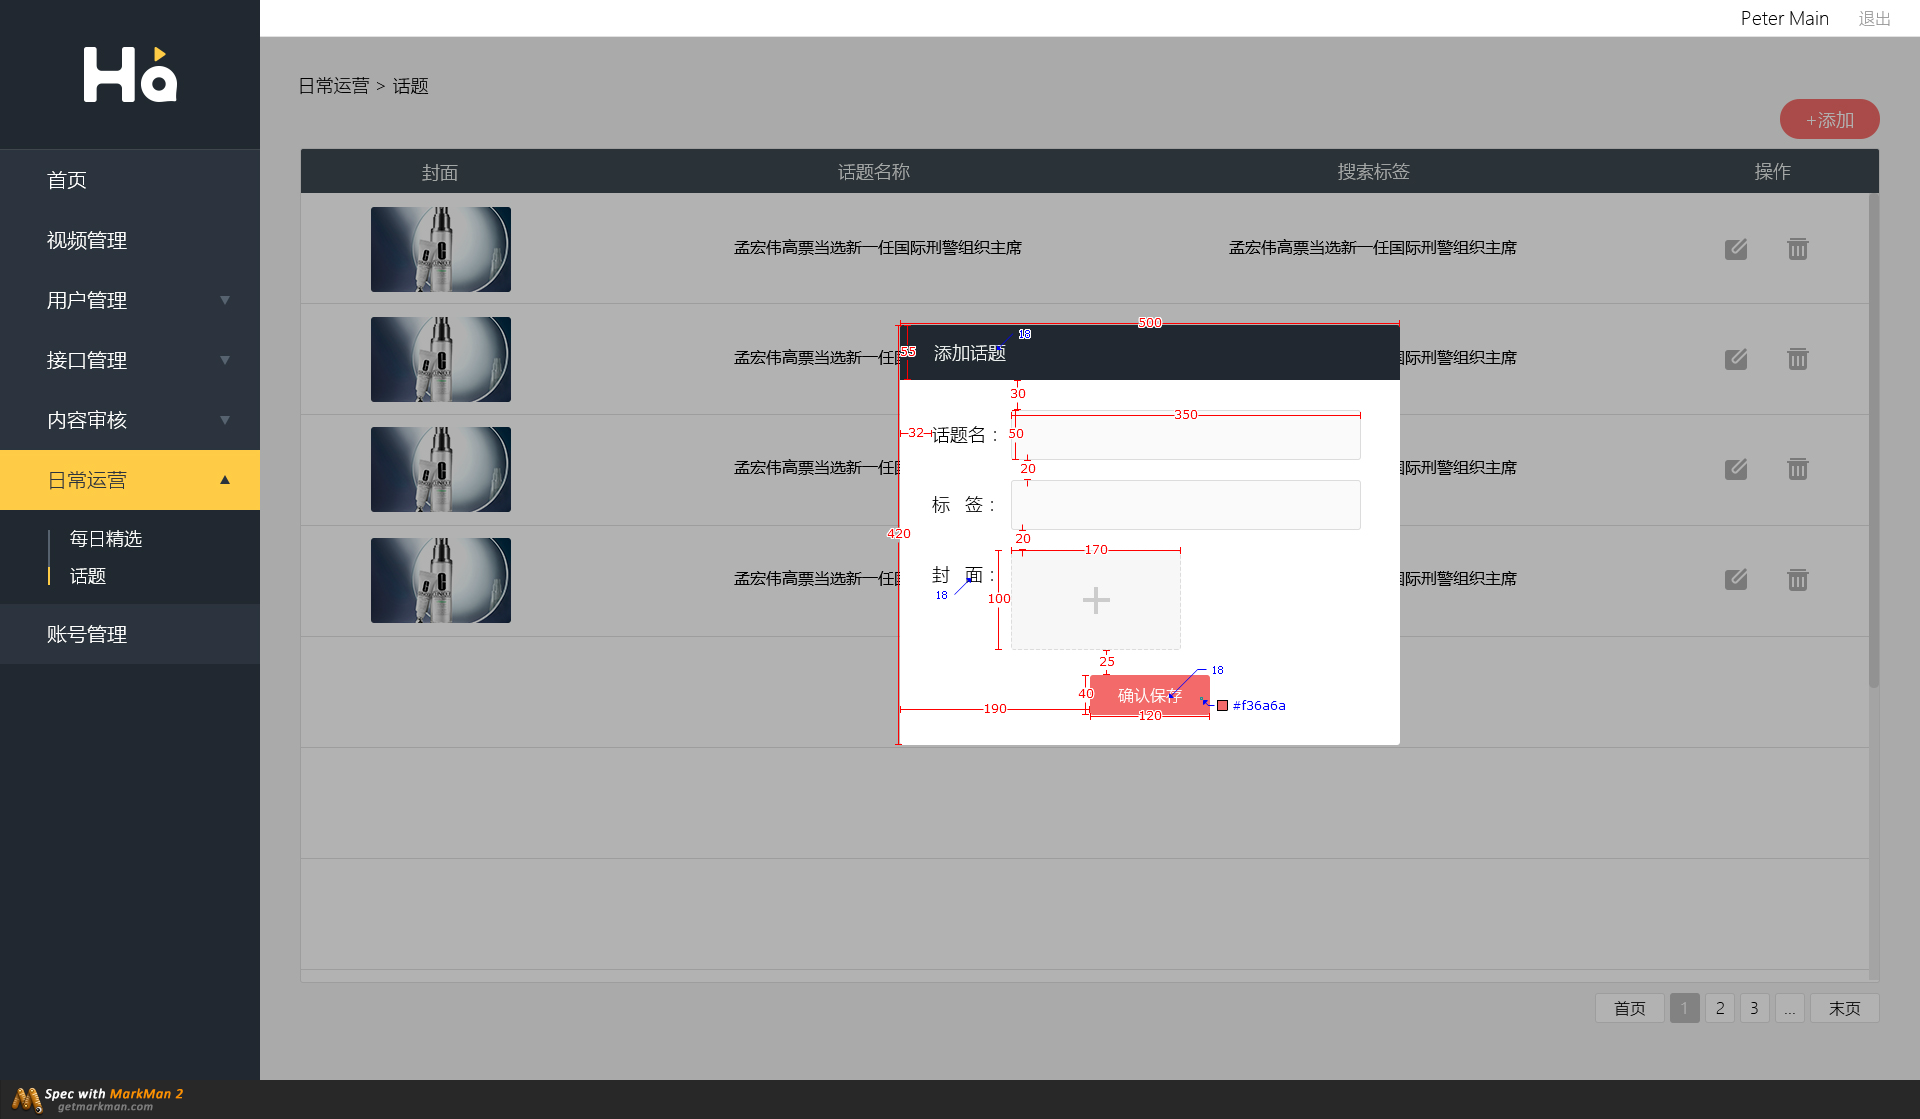 Peter Main 退出
Ha
日常运营 > 话题
+添加
首页
视频管理
用户管理
接口管理
内容审核
日常运营
每日精选
话题
账号管理
封面 话题名称 搜索标签 操作
孟宏伟高票当选新一任国际刑警组织主席 孟宏伟高票当选新一任国际刑警组织主席
孟宏伟高票当选新一任 国际刑警组织主席
孟宏伟高票当选新一任 国际刑警组织主席
孟宏伟高票当选新一任 国际刑警组织主席
500
18
55
添加话题
30
350
32
话题名：
50
20
标 签：
420
20
170
封 面：
18
100
25
18
40
确认保存
#f36a6a
190
120
首页 1 2 3 ... 末页
Spec with MarkMan 2
getmarkman.com